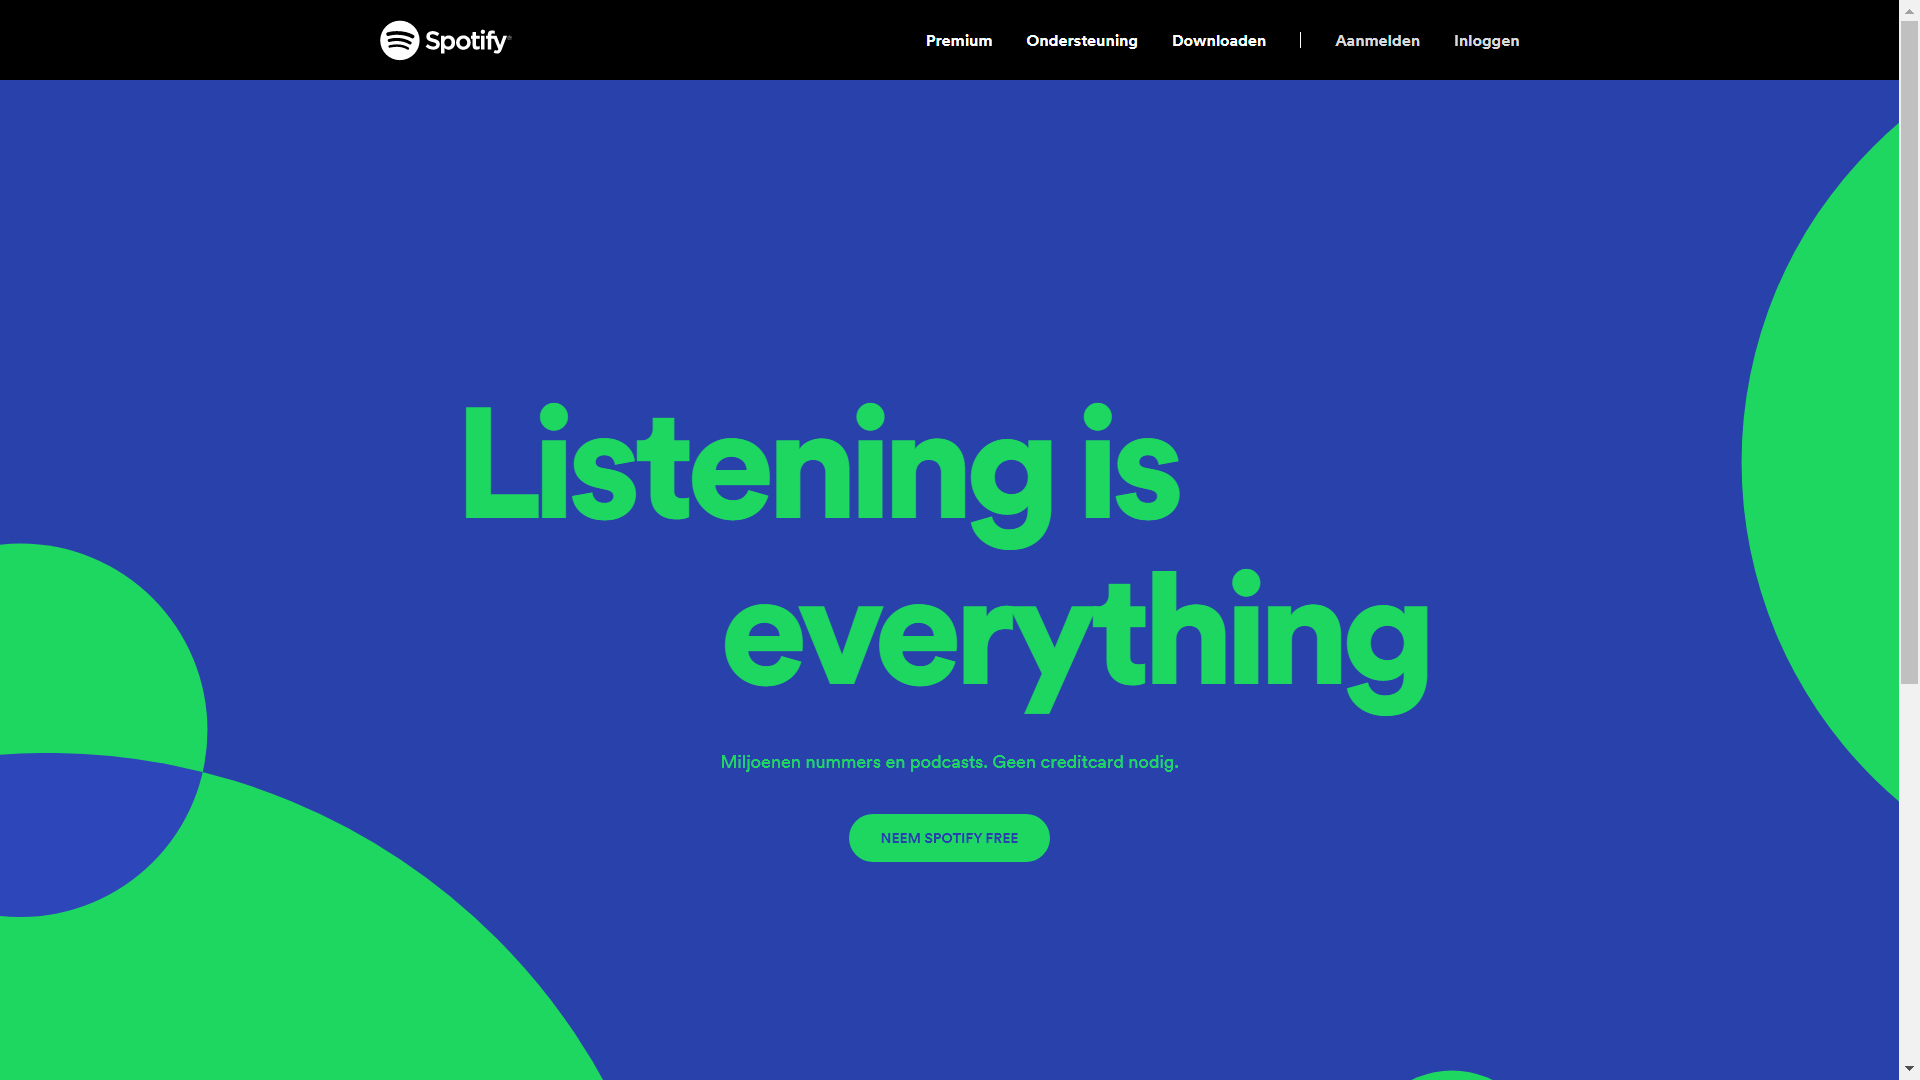 Spotify®
Premium Ondersteuning Downloaden | Aanmelden Inloggen
Listening is
everything
Miljoenen nummers en podcasts. Geen creditcard nodig.
NEEM SPOTIFY FREE